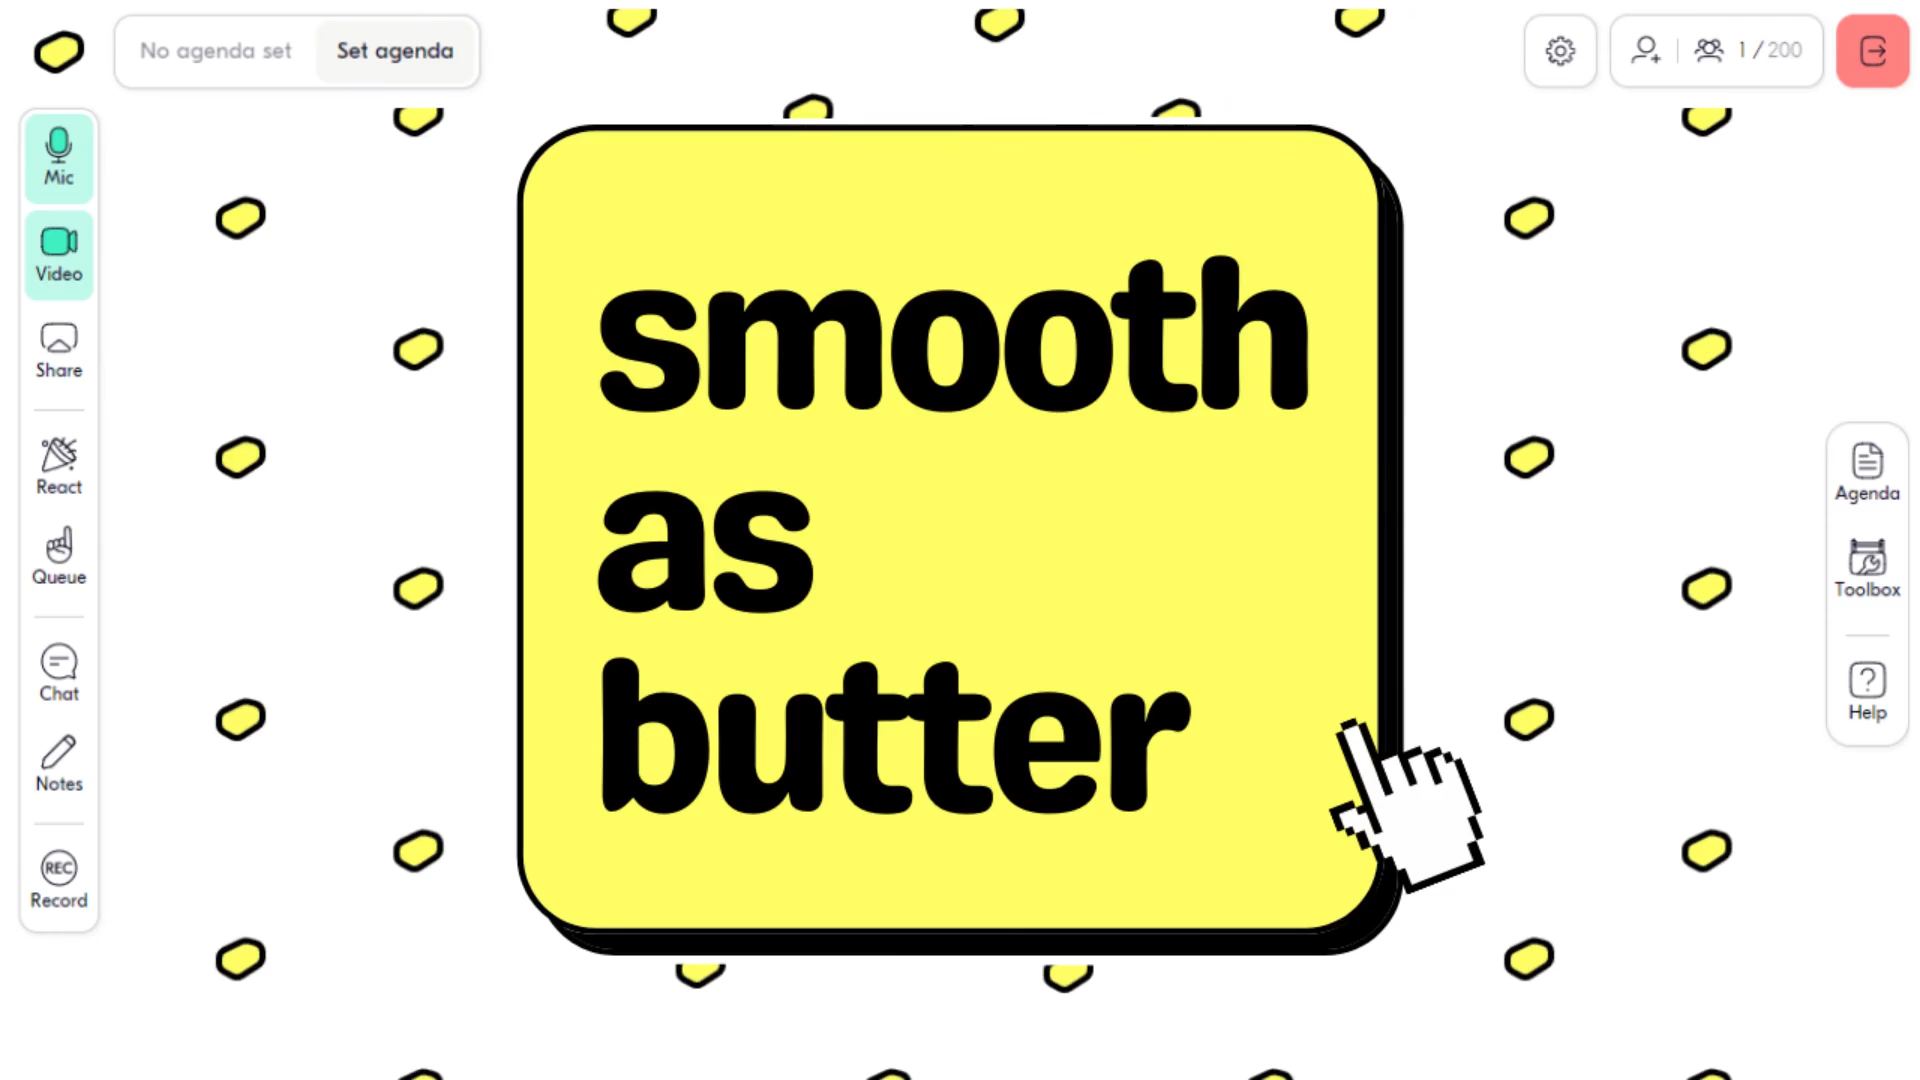 No agenda set Set agenda
1 / 200
Mic
Video
Share
React
Queue
Chat
Notes
REC
Record
smooth
as
butter
Agenda
Toolbox
?
Help